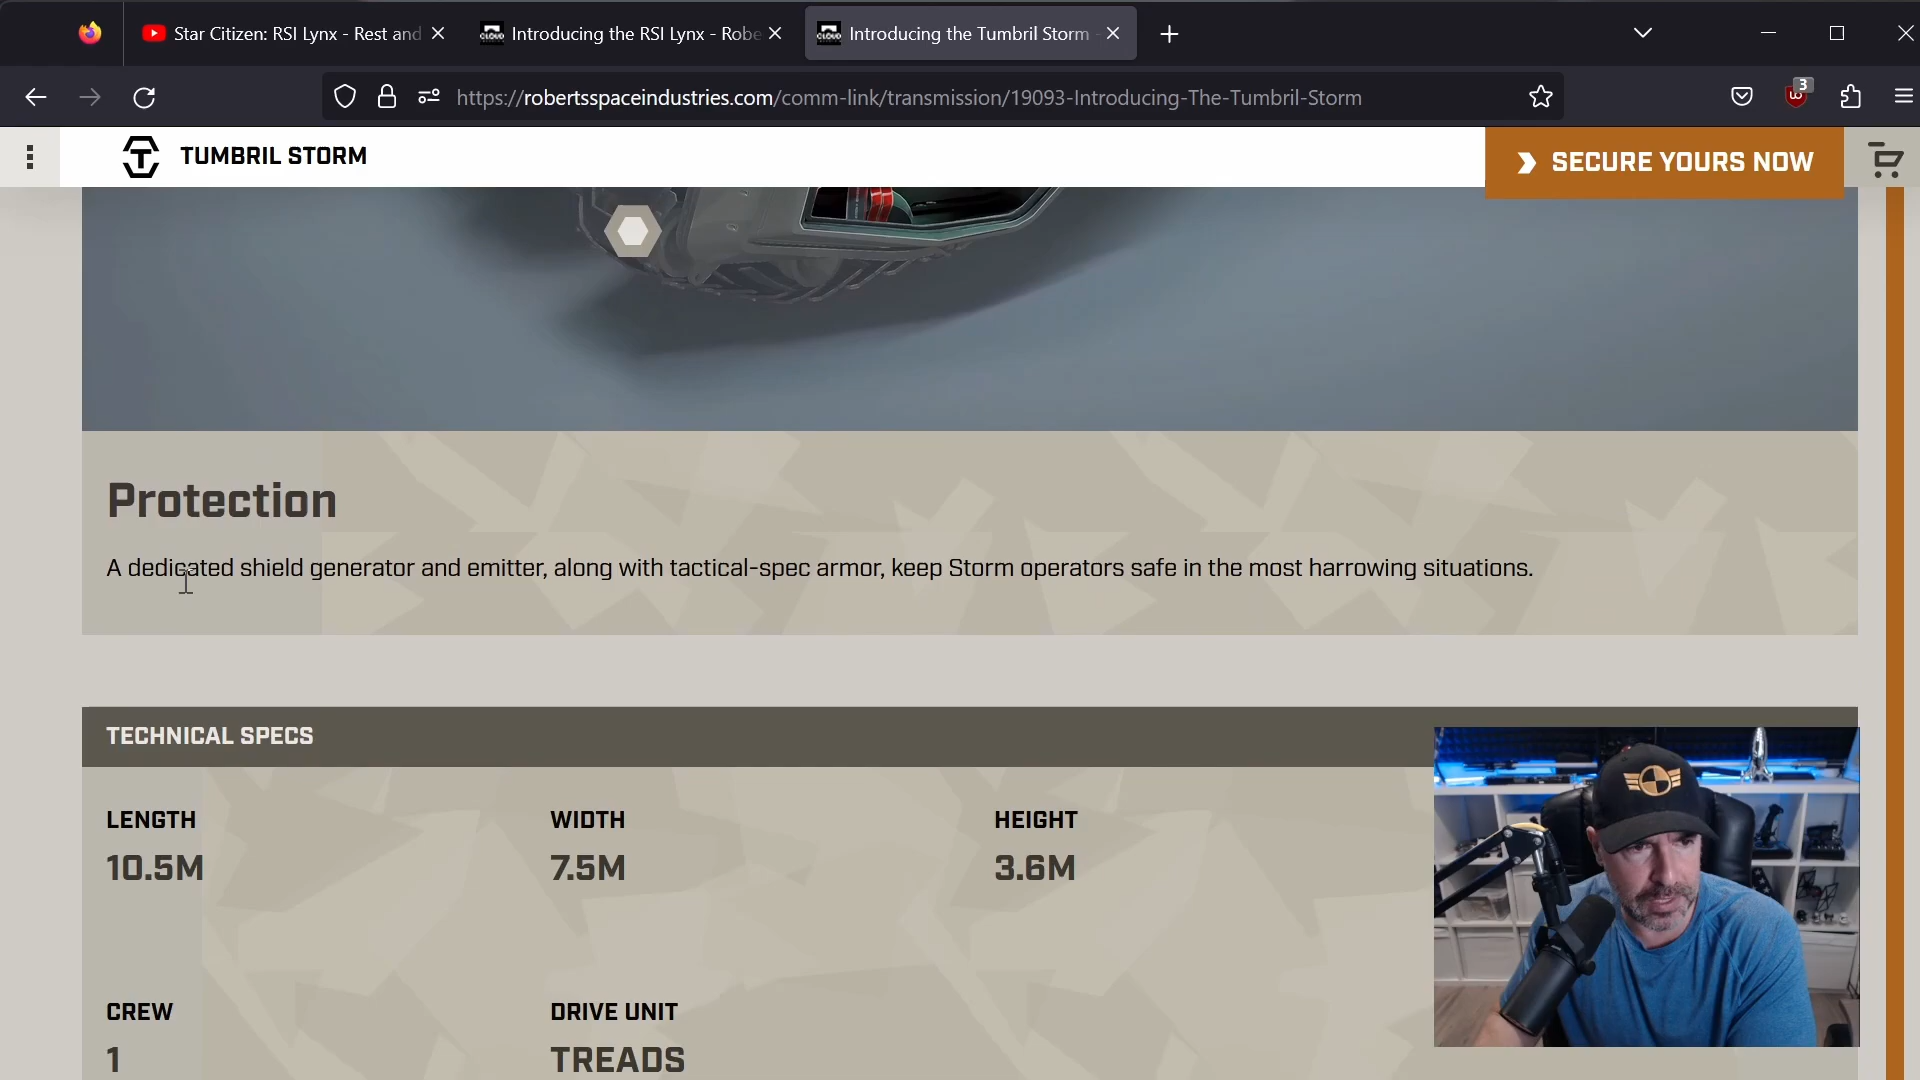 Star Citizen: RSI Lynx - Rest and
Introducing the RSI Lynx - Robe
Introducing the Tumbril Storm -
https://robertsspaceindustries.com/comm-link/transmission/19093-Introducing-The-Tumbril-Storm
3
TUMBRIL STORM
SECURE YOURS NOW
Protection
A dedicated shield generator and emitter, along with tactical-spec armor, keep Storm operators safe in the most harrowing situations.
TECHNICAL SPECS
LENGTH
WIDTH
HEIGHT
10.5M
7.5M
3.6M
CREW
DRIVE UNIT
1
TREADS